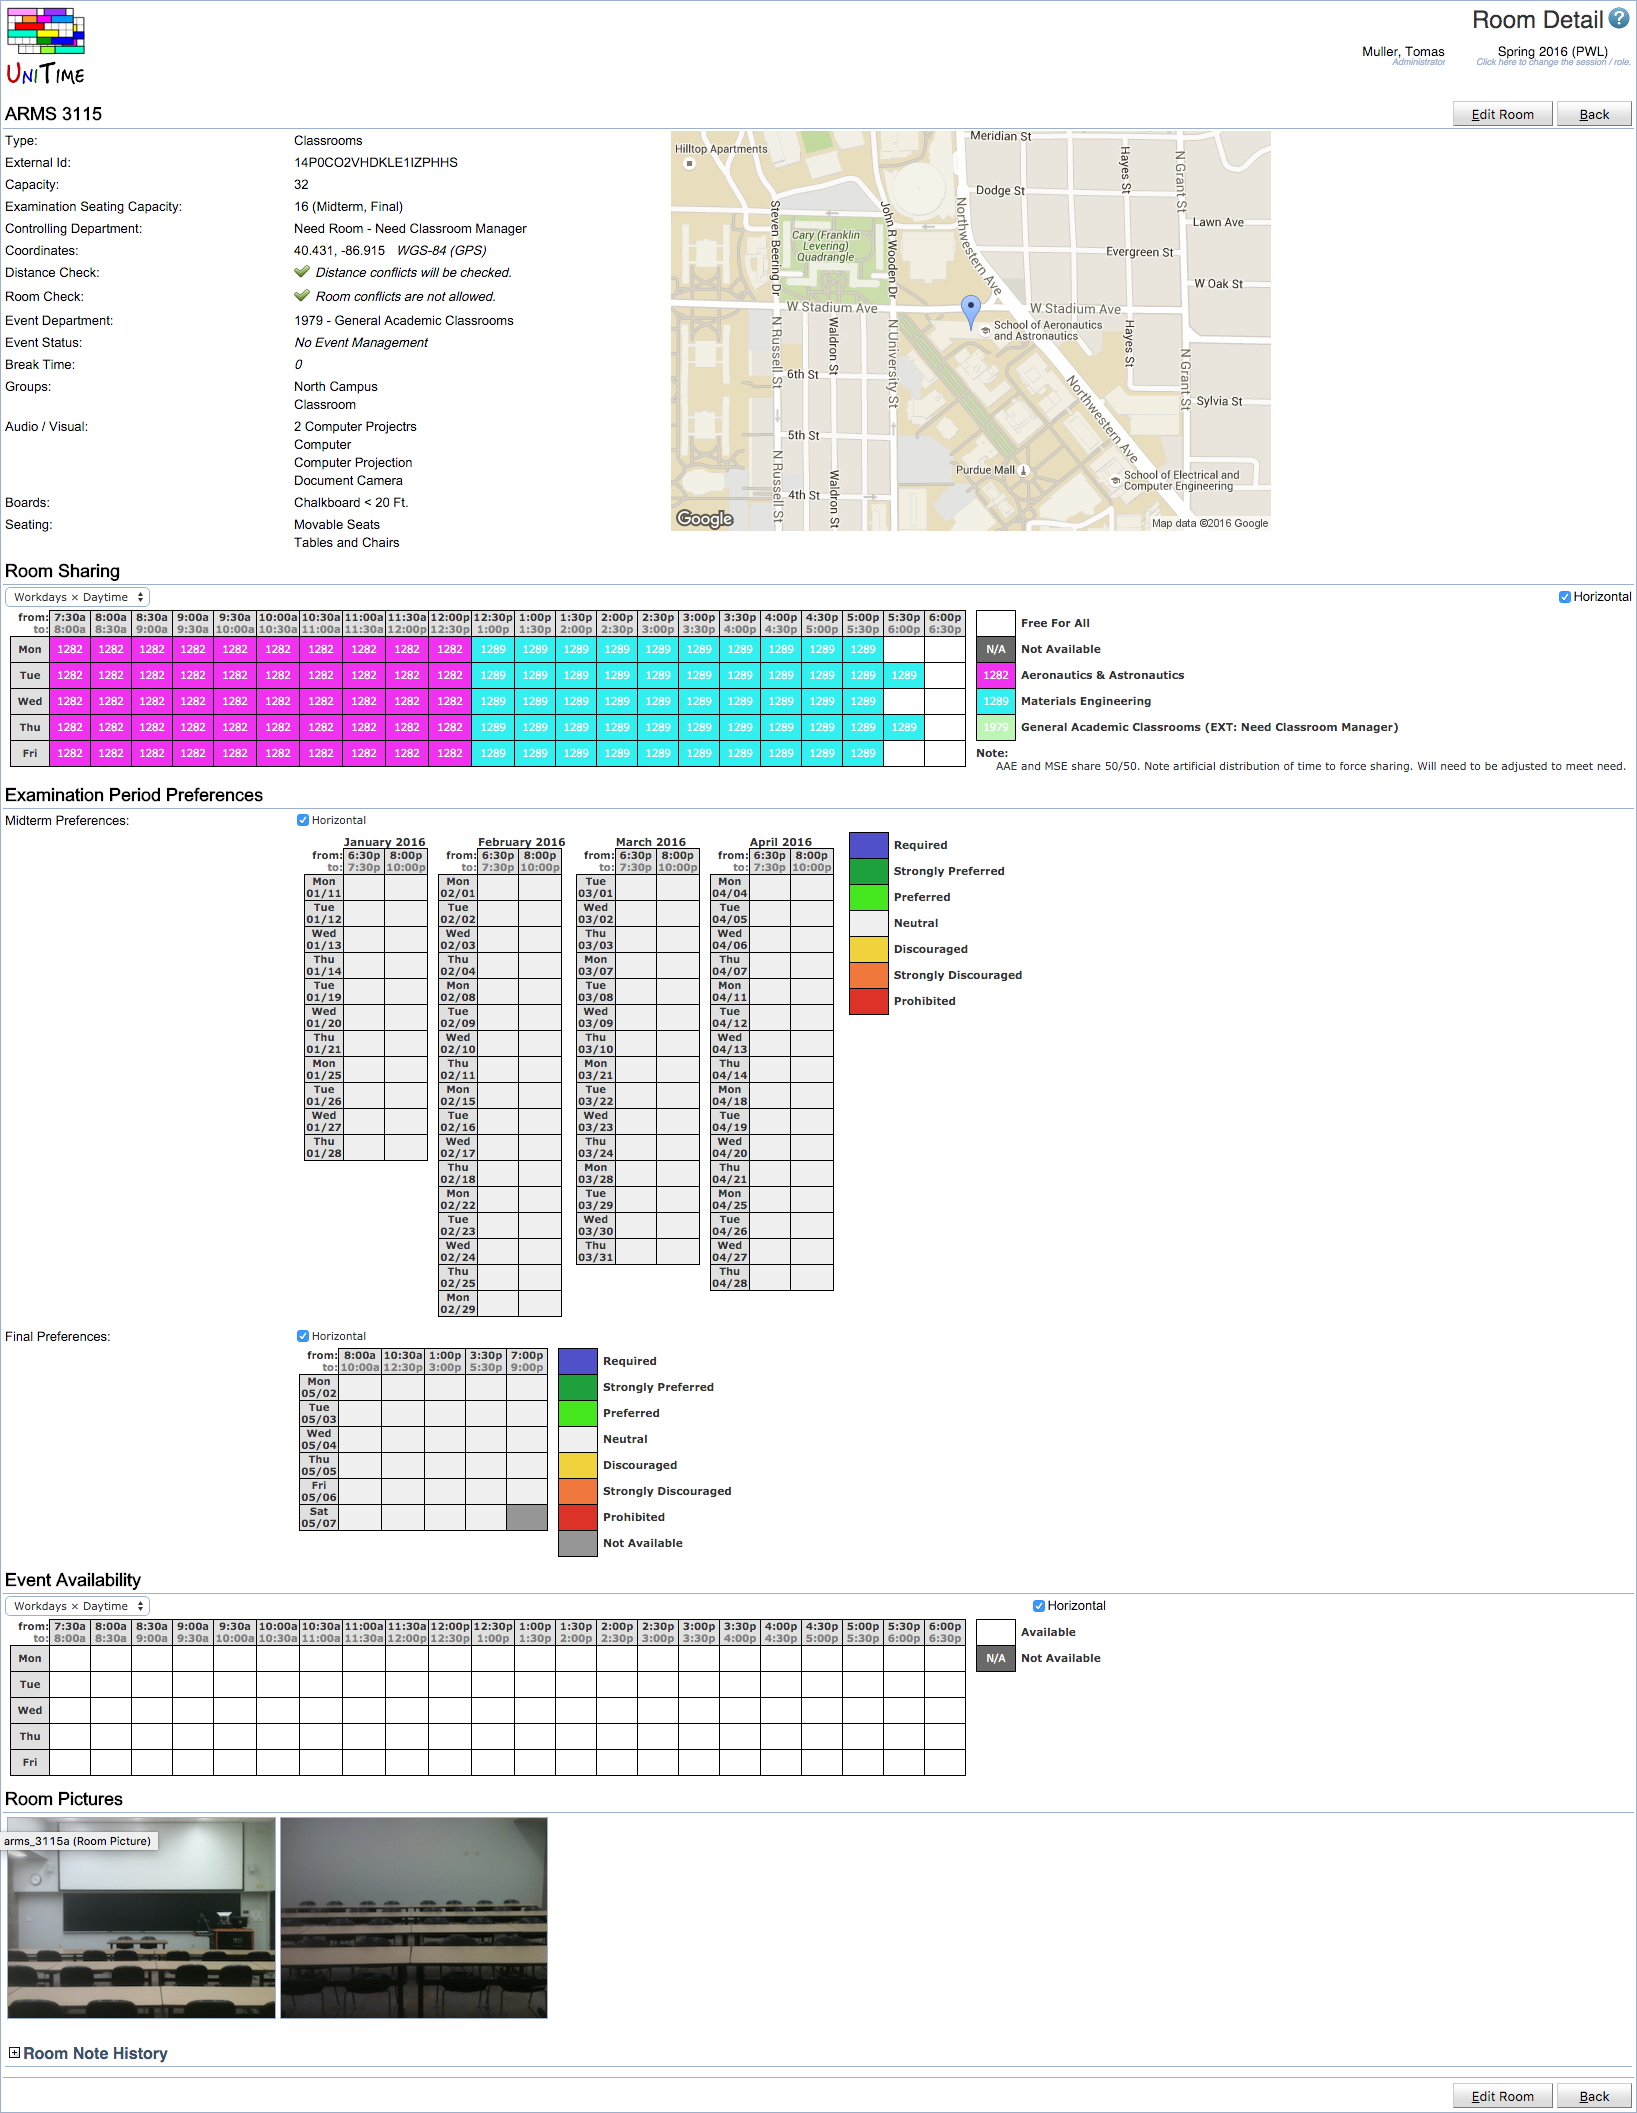 UNITIME
Room Detail
Muller, Tomas
Administrator
Spring 2016 (PWL)
Click here to change the session / role.
ARMS 3115
Edit Room Back
Type: Classrooms
External Id: 14P0CO2VHDKLE1IZPHHS
Capacity: 32
Examination Seating Capacity: 16 (Midterm, Final)
Controlling Department: Need Room - Need Classroom Manager
Coordinates: 40.431, -86.915 WGS-84 (GPS)
Distance Check: Distance conflicts will be checked.
Room Check: Room conflicts are not allowed.
Event Department: 1979 - General Academic Classrooms
Event Status: No Event Management
Break Time: 0
Groups: North Campus
Classroom
Audio / Visual: 2 Computer Projectrs
Computer
Computer Projection
Document Camera
Boards: Chalkboard < 20 Ft.
Seating: Movable Seats
Tables and Chairs
Meridian St
Hilltop Apartments
Hayes St
N Grant St
Dodge St
Steven Beering Dr
John R Wooden Dr
Northwestern Ave
Lawn Ave
Cary (Franklin
Levering)
Quadrangle
Evergreen St
W Oak St
W Stadium Ave
W Stadium Ave
School of Aeronautics
and Astronautics
N Russell St
Waldron St
N University St
Hayes St
N Grant St
6th St
Northwestern Ave
Sylvia St
5th St
Purdue Mall
School of Electrical and
Computer Engineering
N Russell St
Waldron St
4th St
Google
Map data ©2016 Google
Room Sharing
Workdays × Daytime
Horizontal
from: 7:30a 8:00a 8:30a 9:00a 9:30a 10:00a 10:30a 11:00a 11:30a 12:00p 12:30p 1:00p 1:30p 2:00p 2:30p 3:00p 3:30p 4:00p 4:30p 5:00p 5:30p 6:00p
to: 8:00a 8:30a 9:00a 9:30a 10:00a 10:30a 11:00a 11:30a 12:00p 12:30p 1:00p 1:30p 2:00p 2:30p 3:00p 3:30p 4:00p 4:30p 5:00p 5:30p 6:00p 6:30p
Mon 1282 1282 1282 1282 1282 1282 1282 1282 1282 1282 1289 1289 1289 1289 1289 1289 1289 1289 1289 1289
Tue 1282 1282 1282 1282 1282 1282 1282 1282 1282 1282 1289 1289 1289 1289 1289 1289 1289 1289 1289 1289 1289
Wed 1282 1282 1282 1282 1282 1282 1282 1282 1282 1282 1289 1289 1289 1289 1289 1289 1289 1289 1289 1289
Thu 1282 1282 1282 1282 1282 1282 1282 1282 1282 1282 1289 1289 1289 1289 1289 1289 1289 1289 1289 1289 1289
Fri 1282 1282 1282 1282 1282 1282 1282 1282 1282 1282 1289 1289 1289 1289 1289 1289 1289 1289 1289 1289
Free For All
N/A Not Available
1282 Aeronautics & Astronautics
1289 Materials Engineering
1979 General Academic Classrooms (EXT: Need Classroom Manager)
Note:
AAE and MSE share 50/50. Note artificial distribution of time to force sharing. Will need to be adjusted to meet need.
Examination Period Preferences
Midterm Preferences:
Horizontal
January 2016
from: 6:30p 8:00p
to: 7:30p 10:00p
Mon
01/11
Tue
01/12
Wed
01/13
Thu
01/14
Tue
01/19
Wed
01/20
Thu
01/21
Mon
01/25
Tue
01/26
Wed
01/27
Thu
01/28
February 2016
from: 6:30p 8:00p
to: 7:30p 10:00p
Mon
02/01
Tue
02/02
Wed
02/03
Thu
02/04
Mon
02/08
Tue
02/09
Wed
02/10
Thu
02/11
Mon
02/15
Tue
02/16
Wed
02/17
Thu
02/18
Mon
02/22
Tue
02/23
Wed
02/24
Thu
02/25
Mon
02/29
March 2016
from: 6:30p 8:00p
to: 7:30p 10:00p
Tue
03/01
Wed
03/02
Thu
03/03
Mon
03/07
Tue
03/08
Wed
03/09
Thu
03/10
Mon
03/21
Tue
03/22
Wed
03/23
Thu
03/24
Mon
03/28
Tue
03/29
Wed
03/30
Thu
03/31
April 2016
from: 6:30p 8:00p
to: 7:30p 10:00p
Mon
04/04
Tue
04/05
Wed
04/06
Thu
04/07
Mon
04/11
Tue
04/12
Wed
04/13
Thu
04/14
Mon
04/18
Tue
04/19
Wed
04/20
Thu
04/21
Mon
04/25
Tue
04/26
Wed
04/27
Thu
04/28
Required
Strongly Preferred
Preferred
Neutral
Discouraged
Strongly Discouraged
Prohibited
Final Preferences:
Horizontal
from: 8:00a 10:30a 1:00p 3:30p 7:00p
to: 10:00a 12:30p 3:00p 5:30p 9:00p
Mon
05/02
Tue
05/03
Wed
05/04
Thu
05/05
Fri
05/06
Sat
05/07
Required
Strongly Preferred
Preferred
Neutral
Discouraged
Strongly Discouraged
Prohibited
Not Available
Event Availability
Workdays × Daytime
Horizontal
from: 7:30a 8:00a 8:30a 9:00a 9:30a 10:00a 10:30a 11:00a 11:30a 12:00p 12:30p 1:00p 1:30p 2:00p 2:30p 3:00p 3:30p 4:00p 4:30p 5:00p 5:30p 6:00p
to: 8:00a 8:30a 9:00a 9:30a 10:00a 10:30a 11:00a 11:30a 12:00p 12:30p 1:00p 1:30p 2:00p 2:30p 3:00p 3:30p 4:00p 4:30p 5:00p 5:30p 6:00p 6:30p
Mon
Tue
Wed
Thu
Fri
Available
N/A Not Available
Room Pictures
arms_3115a (Room Picture)
Room Note History
Edit Room Back